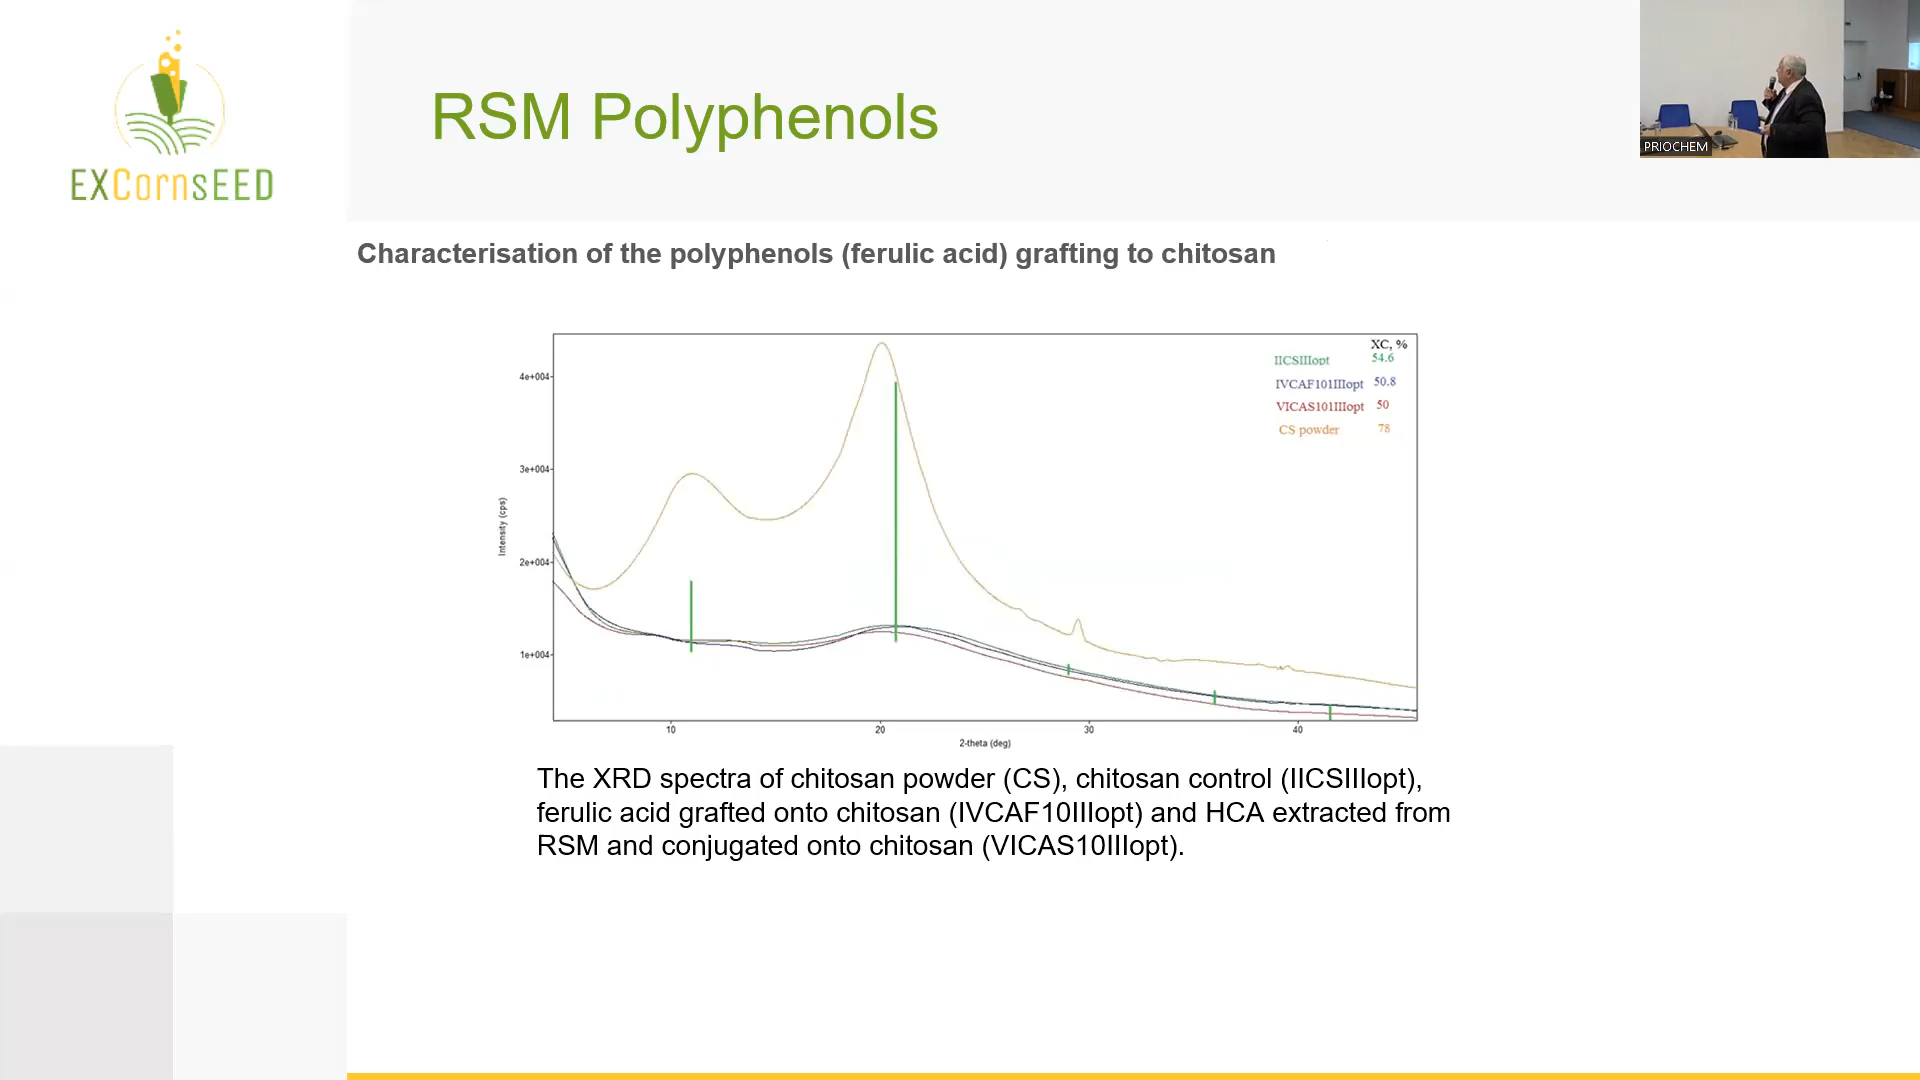 EXCornsEED
RSM Polyphenols
PRIOCHEM
Characterisation of the polyphenols (ferulic acid) grafting to chitosan
XC, %
IICSIIIopt 54.6
IVCAF101IIIopt 50.8
VICAS101IIIopt 50
CS powder 78
4e+004
3e+004
2e+004
1e+004
Intensity (cps)
10 20 30 40
2-theta (deg)
The XRD spectra of chitosan powder (CS), chitosan control (IICSIIIopt),
ferulic acid grafted onto chitosan (IVCAF10IIIopt) and HCA extracted from
RSM and conjugated onto chitosan (VICAS10IIIopt).